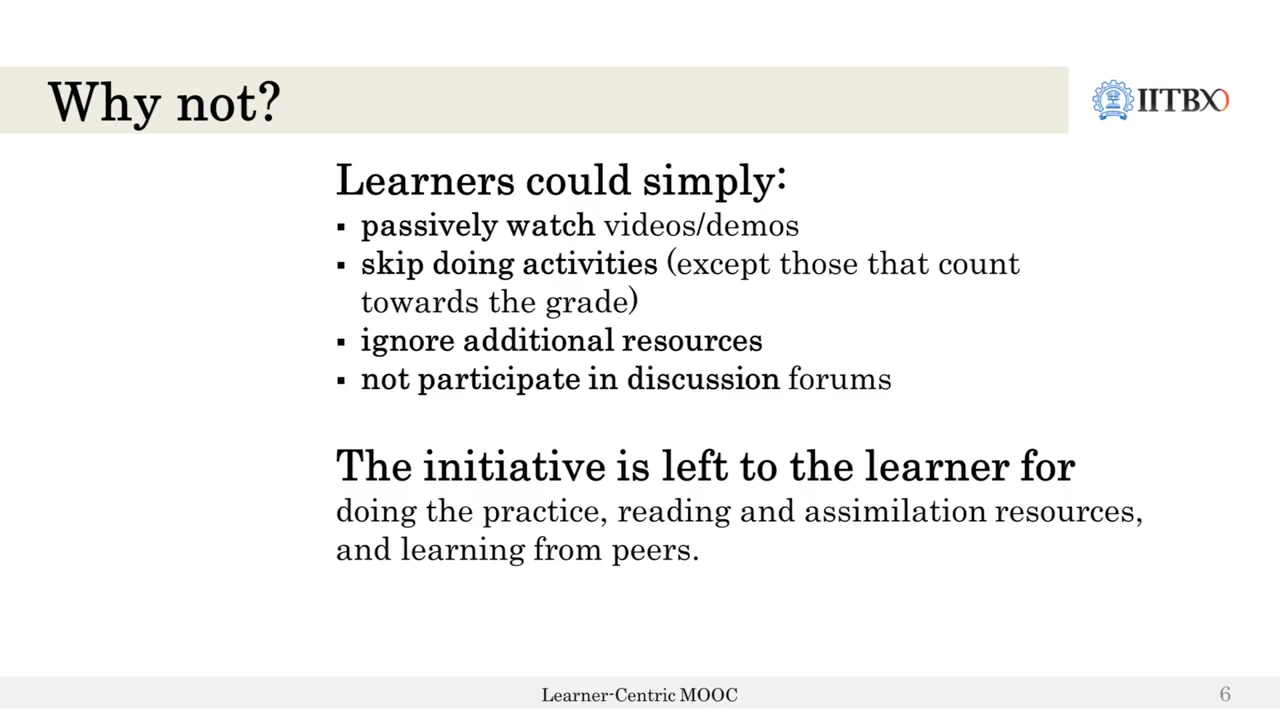 Why not?
IITBX
Learners could simply:
▪ passively watch videos/demos
▪ skip doing activities (except those that count
towards the grade)
▪ ignore additional resources
▪ not participate in discussion forums
The initiative is left to the learner for
doing the practice, reading and assimilation resources,
and learning from peers.
Learner-Centric MOOC
6